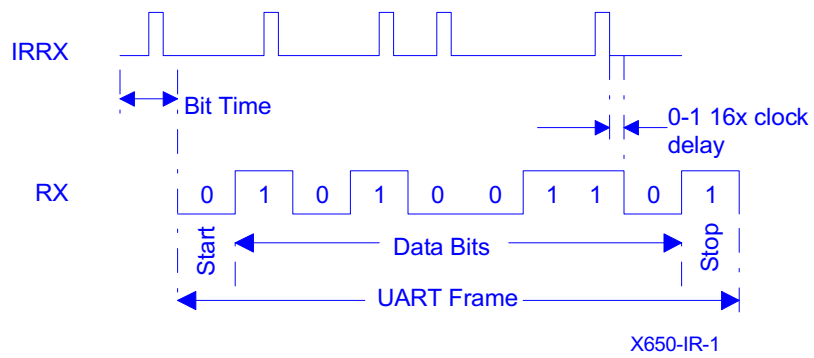 IRRX
Bit Time
0-1 16x clock
delay
RX
0 1 0 1 0 0 1 1 0 1
Start
Data Bits
Stop
UART Frame
X650-IR-1